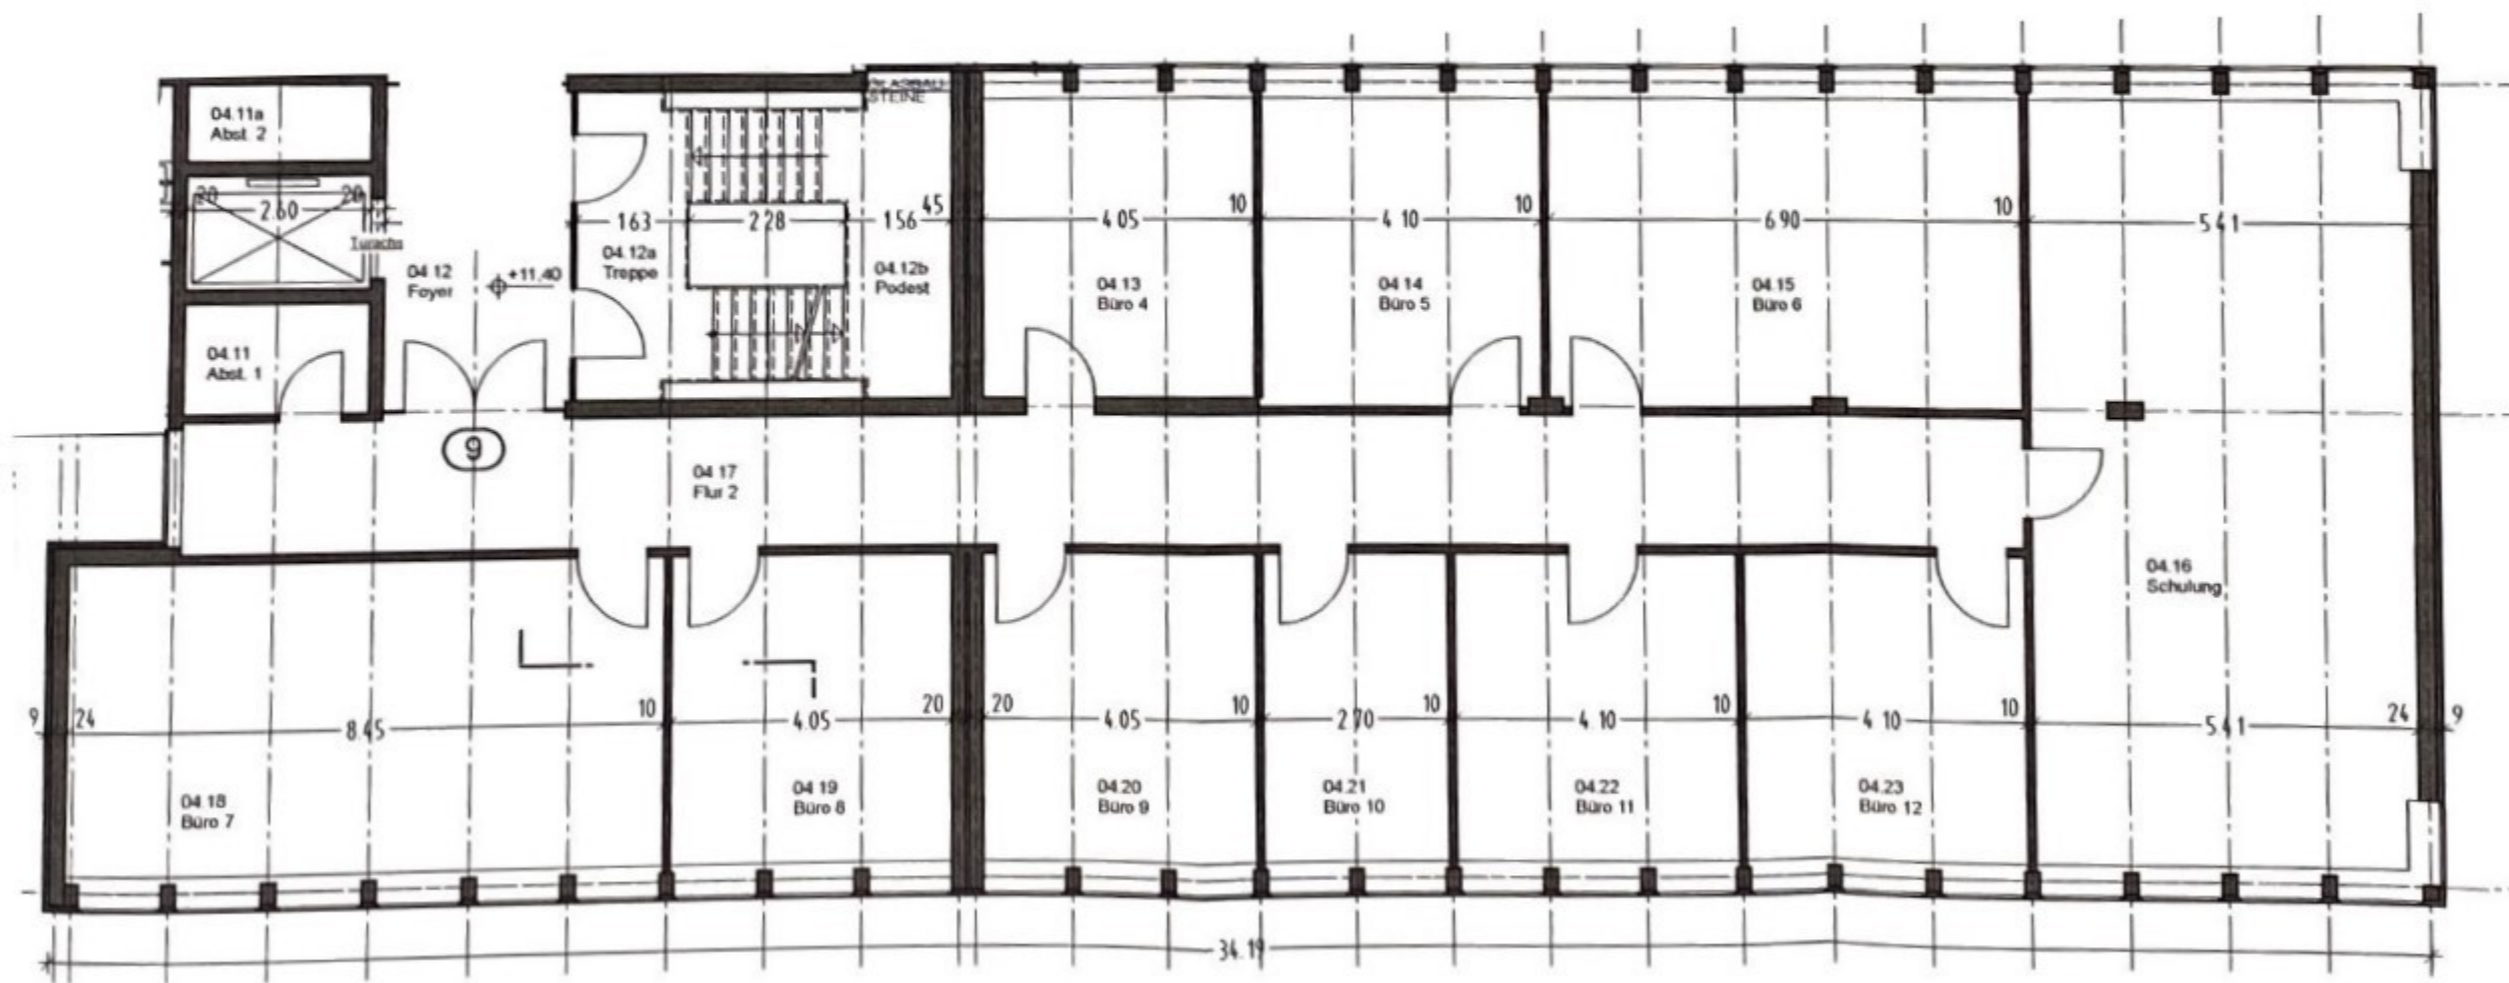 04.11a
Abst. 2
GLASBAU-
STEINE
20
2.60
20
04.12
Foyer
+11,40
163
228
156
45
04.12a
Treppe
04.12b
Podest
4 05
10
4 10
10
6 90
10
5 41
04.13
Büro 4
04 14
Büro 5
04.15
Büro 6
04.11
Abst. 1
9
04 17
Flur 2
04.16
Schulung
9
24
8.45
10
4.05
20
20
4.05
10
2 70
10
4 10
10
4 10
10
5 41
24
9
04.18
Büro 7
04 19
Büro 8
04.20
Büro 9
04.21
Büro 10
04.22
Büro 11
04.23
Büro 12
34.19